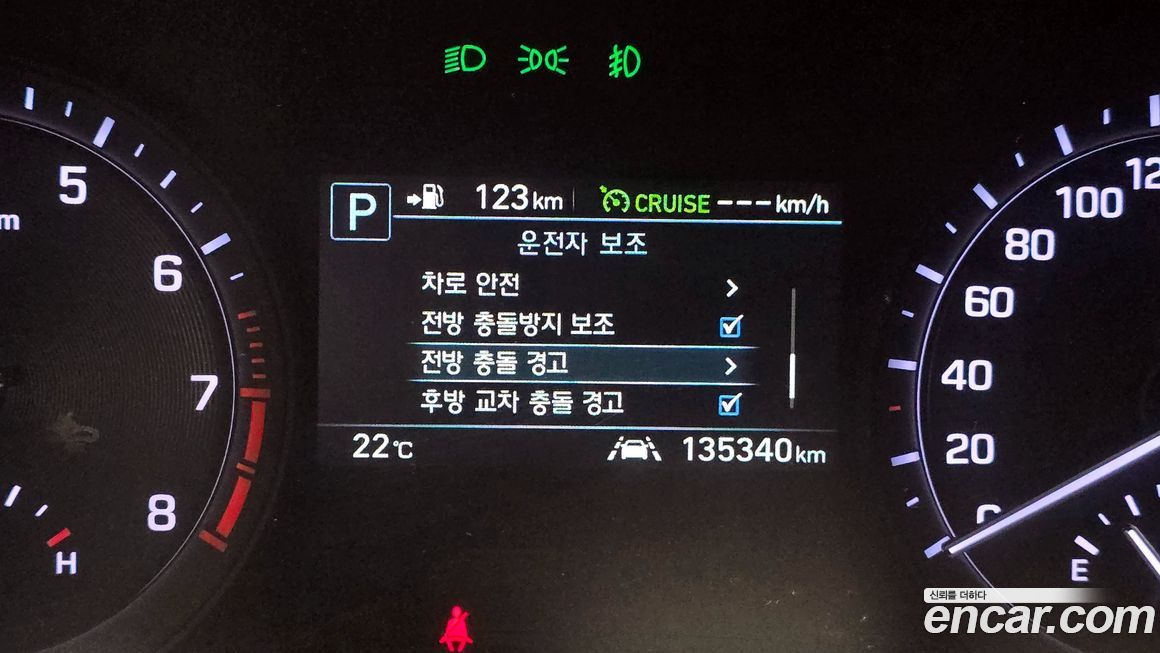 5
6
7
8
H
P 123 km CRUISE ---km/h
운전자 보조
차로 안전
전방 충돌방지 보조
전방 충돌 경고
후방 교차 충돌 경고
22°C 135340 km
100
80
60
40
20
E
신뢰를 더하다
encar.com